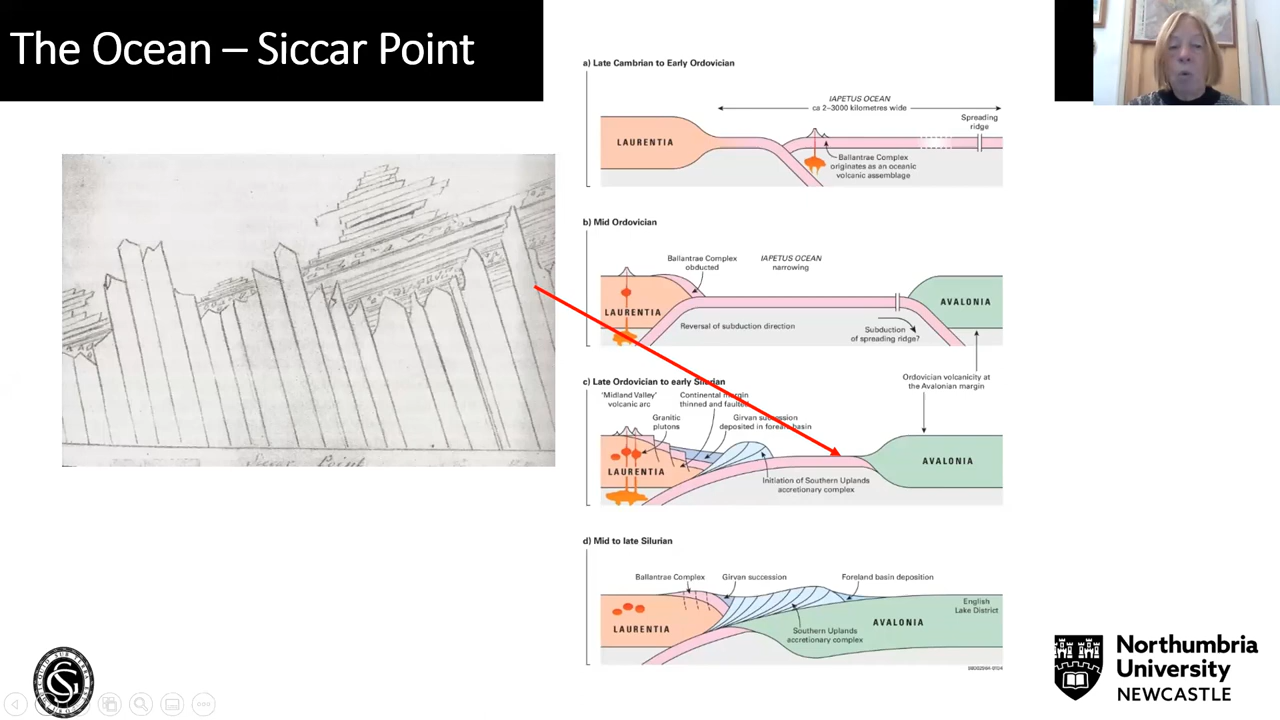 The Ocean – Siccar Point
Siccar Point
a) Late Cambrian to Early Ordovician
IAPETUS OCEAN
ca 2–3000 kilometres wide
Spreading
ridge
LAURENTIA
Ballantrae Complex
originates as an oceanic
volcanic assemblage
b) Mid Ordovician
Ballantrae Complex
obducted
IAPETUS OCEAN
narrowing
LAURENTIA
AVALONIA
Reversal of subduction direction
Subduction
of spreading ridge?
Ordovician volcanicity at
the Avalonian margin
c) Late Ordovician to early Silurian
'Midland Valley'
volcanic arc
Continental margin
thinned and faulted
Granitic
plutons
Girvan succession
deposited in forearc basin
LAURENTIA
AVALONIA
Initiation of Southern Uplands
accretionary complex
d) Mid to late Silurian
Ballantrae Complex
Girvan succession
Foreland basin deposition
English
Lake District
LAURENTIA
AVALONIA
Southern Uplands
accretionary complex
Northumbria
University
NEWCASTLE